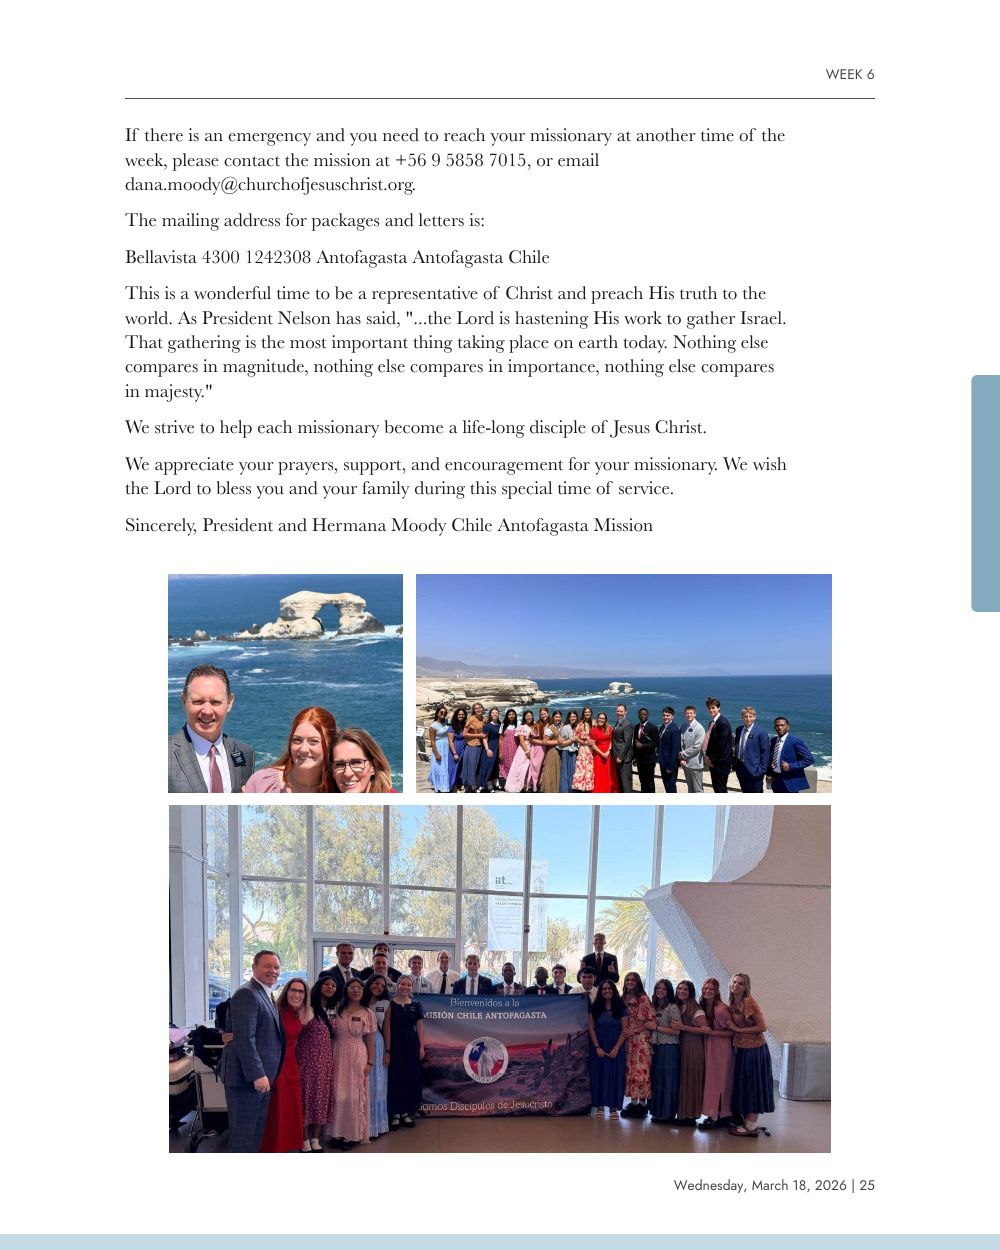 WEEK 6
If there is an emergency and you need to reach your missionary at another time of the
week, please contact the mission at +56 9 5858 7015, or email
dana.moody@churchofjesuschrist.org.
The mailing address for packages and letters is:
Bellavista 4300 1242308 Antofagasta Antofagasta Chile
This is a wonderful time to be a representative of Christ and preach His truth to the
world. As President Nelson has said, "...the Lord is hastening His work to gather Israel.
That gathering is the most important thing taking place on earth today. Nothing else
compares in magnitude, nothing else compares in importance, nothing else compares
in majesty."
We strive to help each missionary become a life-long disciple of Jesus Christ.
We appreciate your prayers, support, and encouragement for your missionary. We wish
the Lord to bless you and your family during this special time of service.
Sincerely, President and Hermana Moody Chile Antofagasta Mission
iit
Bienvenidos a la
MISIÓN CHILE ANTOFAGASTA
Somos Discípulos de Jesucristo
Wednesday, March 18, 2026 | 25